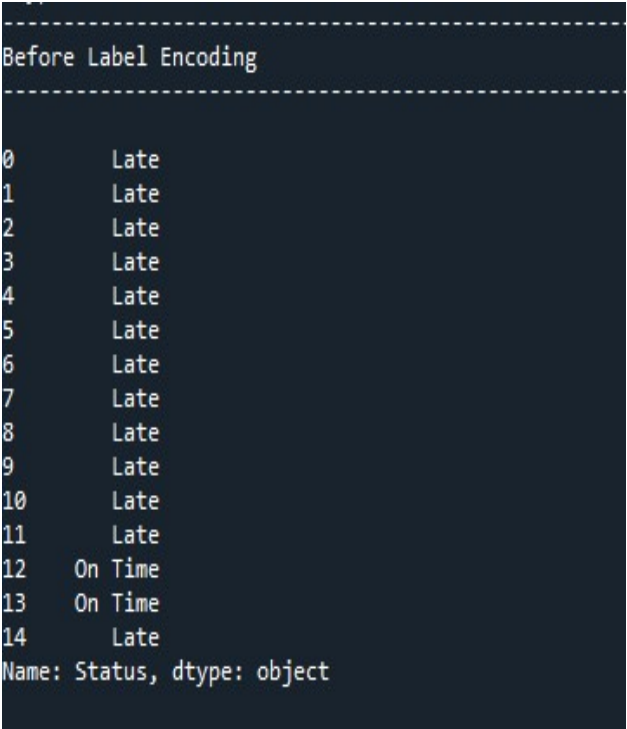 --------------------------------------------------
Before Label Encoding
--------------------------------------------------
0 Late
1 Late
2 Late
3 Late
4 Late
5 Late
6 Late
7 Late
8 Late
9 Late
10 Late
11 Late
12 On Time
13 On Time
14 Late
Name: Status, dtype: object